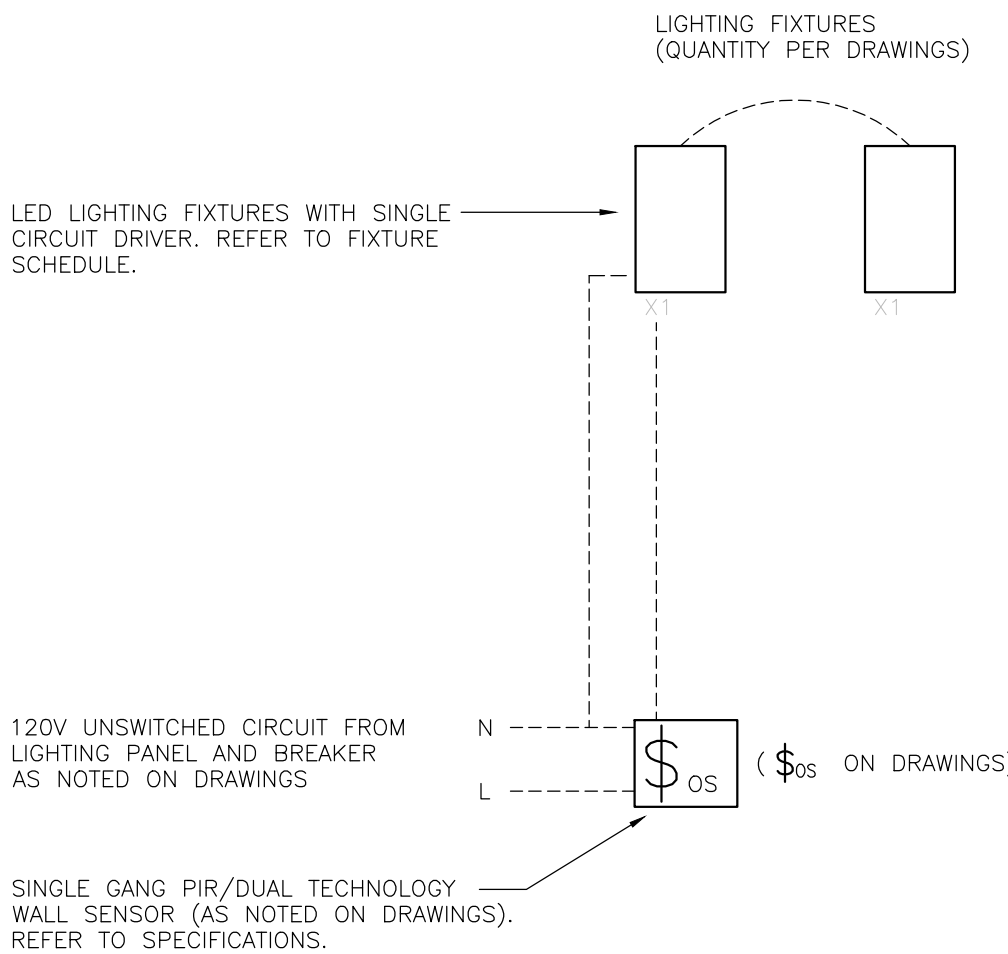 LIGHTING FIXTURES
(QUANTITY PER DRAWINGS)
LED LIGHTING FIXTURES WITH SINGLE
CIRCUIT DRIVER. REFER TO FIXTURE
SCHEDULE.
X1
X1
120V UNSWITCHED CIRCUIT FROM
LIGHTING PANEL AND BREAKER
AS NOTED ON DRAWINGS
N
L
$OS
($OS ON DRAWINGS)
SINGLE GANG PIR/DUAL TECHNOLOGY
WALL SENSOR (AS NOTED ON DRAWINGS).
REFER TO SPECIFICATIONS.